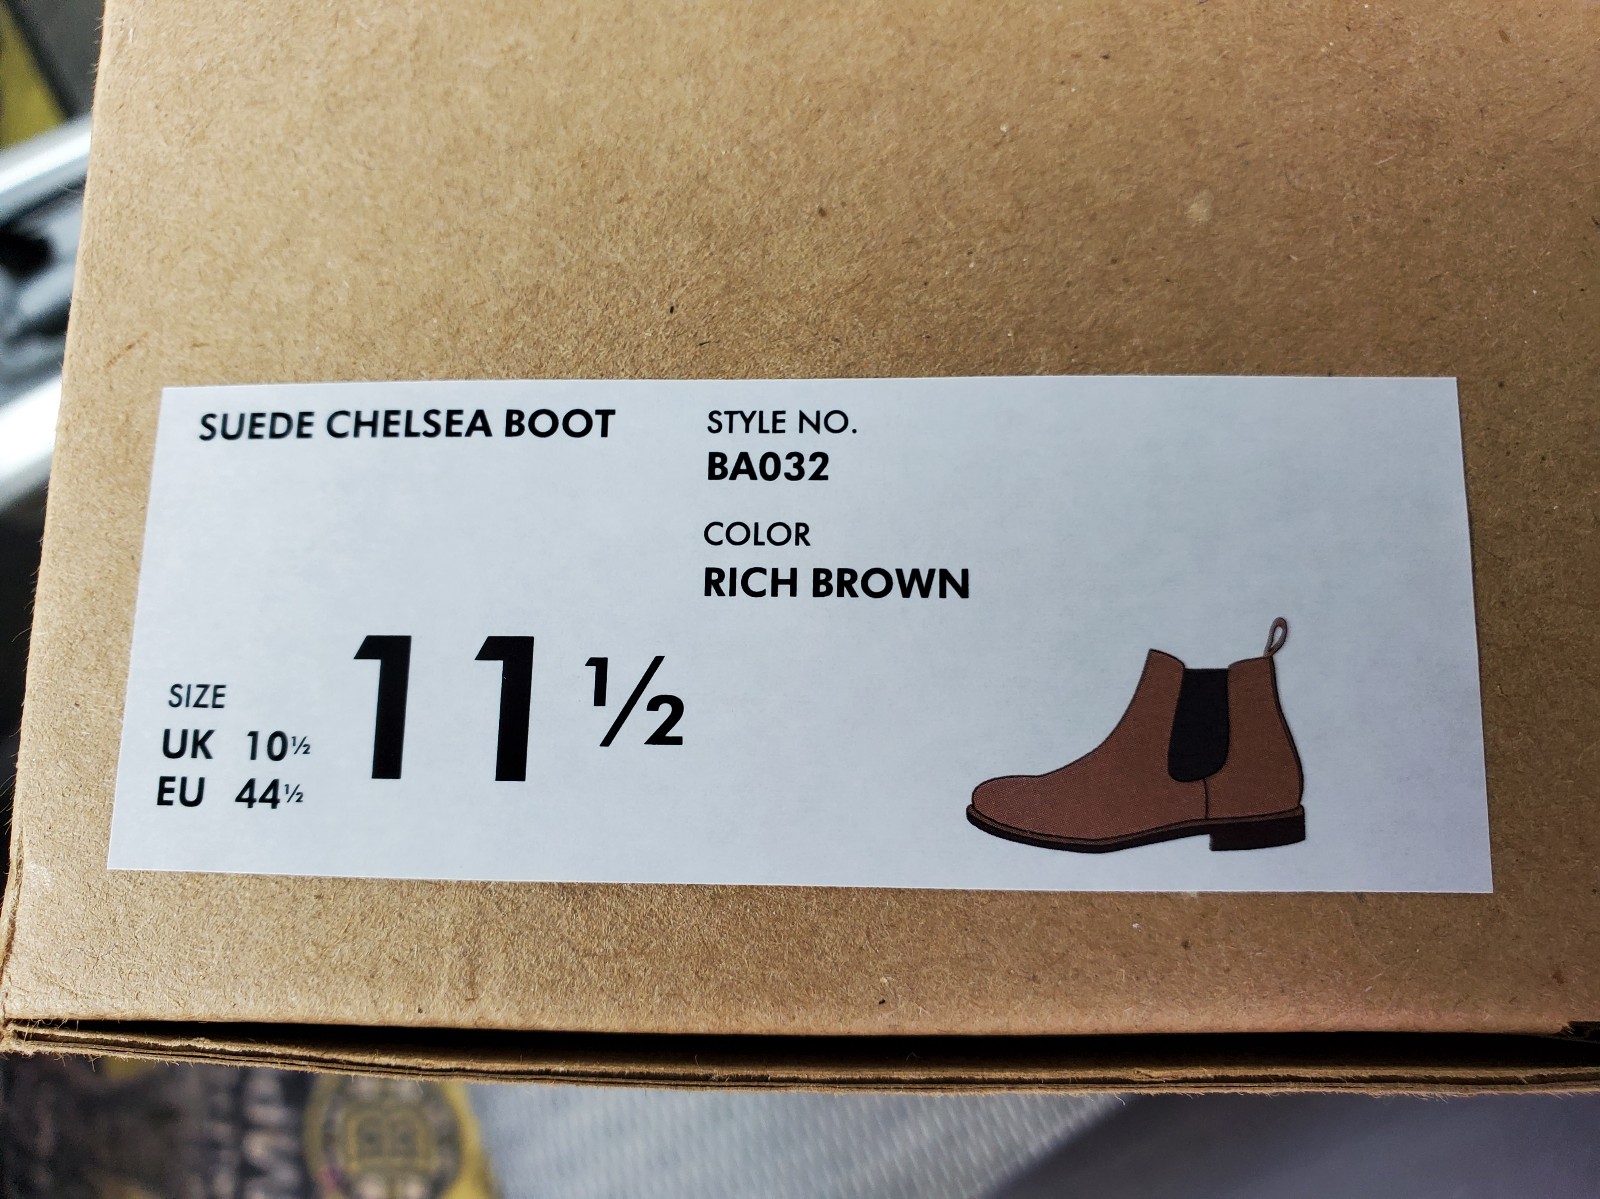 SUEDE CHELSEA BOOT
STYLE NO.
BA032
COLOR
RICH BROWN
SIZE
UK 10½
EU 44½
11½